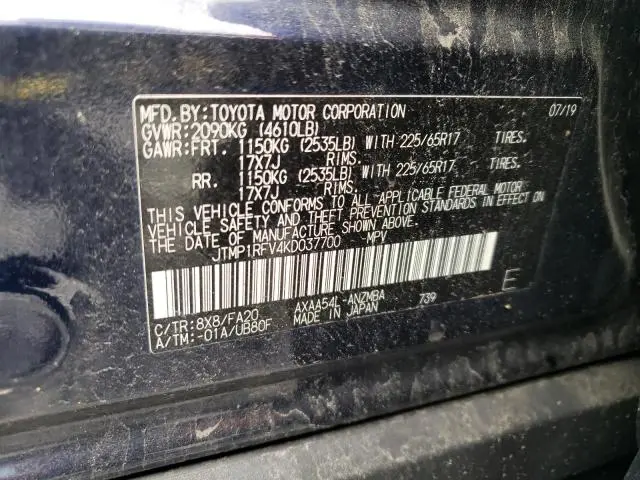 MFD. BY: TOYOTA MOTOR CORPORATION 07/19
GVWR: 2090KG (4610LB)
GAWR: FRT. 1150KG (2535LB) WITH 225/65R17 TIRES.
17X7J RIMS.
RR. 1150KG (2535LB) WITH 225/65R17 TIRES.
17X7J RIMS.
THIS VEHICLE CONFORMS TO ALL APPLICABLE FEDERAL MOTOR
VEHICLE SAFETY AND THEFT PREVENTION STANDARDS IN EFFECT ON
THE DATE OF MANUFACTURE SHOWN ABOVE.
JTMP1RFV4KD037700 MPV
E
C/TR: 8X8/FA20 AXAA54L-ANZMBA 739
A/TM: -01A/UB80F MADE IN JAPAN